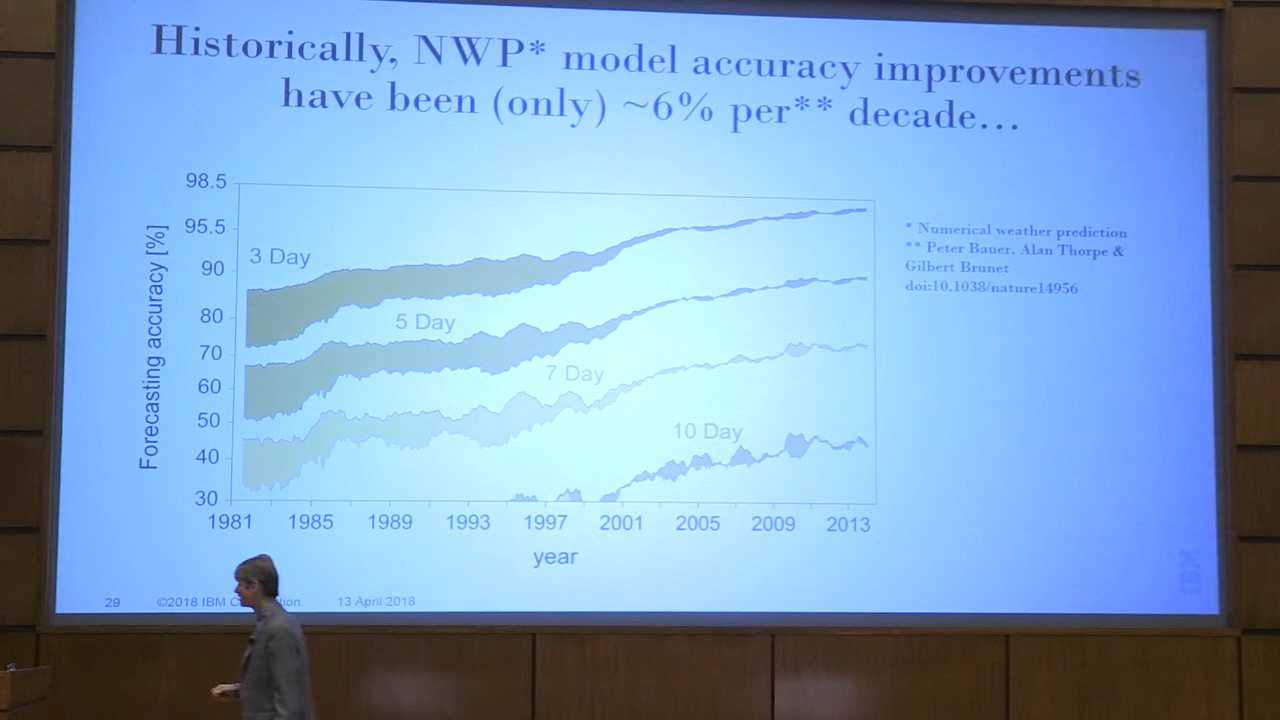 Historically, NWP* model accuracy improvements
have been (only) ~6% per** decade...
98.5
95.5
90
80
70
60
50
40
30
Forecasting accuracy [%]
3 Day
5 Day
7 Day
10 Day
1981 1985 1989 1993 1997 2001 2005 2009 2013
year
* Numerical weather prediction
** Peter Bauer, Alan Thorpe &
Gilbert Brunet
doi:10.1038/nature14956
29 ©2018 IBM 13 April 2018
IBM